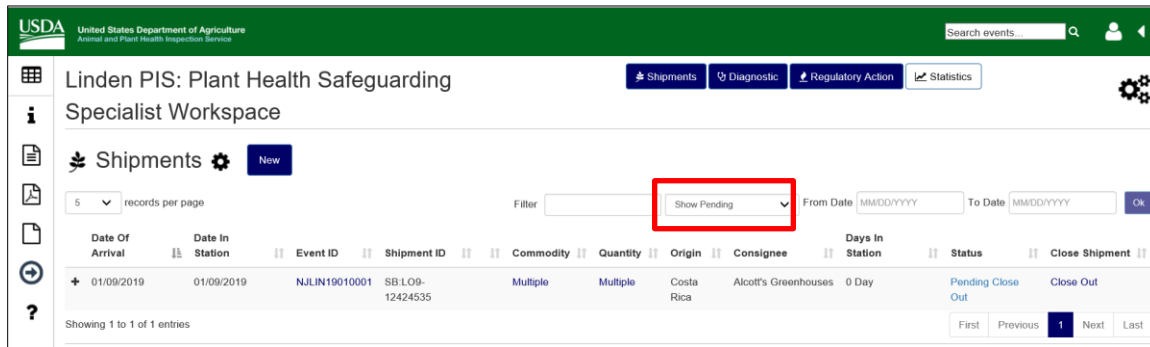 USDA
United States Department of Agriculture
Animal and Plant Health Inspection Service
Search events...
Linden PIS: Plant Health Safeguarding
Specialist Workspace
Shipments
Diagnostic
Regulatory Action
Statistics
Shipments
New
5 records per page
Filter
Show Pending
From Date MM/DD/YYYY
To Date MM/DD/YYYY
Ok
Date Of Arrival
Date In Station
Event ID
Shipment ID
Commodity
Quantity
Origin
Consignee
Days In Station
Status
Close Shipment
01/09/2019
01/09/2019
NJLIN19010001
SB:LO9-
12424535
Multiple
Multiple
Costa
Rica
Alcott's Greenhouses
0 Day
Pending Close
Out
Close Out
Showing 1 to 1 of 1 entries
First
Previous
1
Next
Last